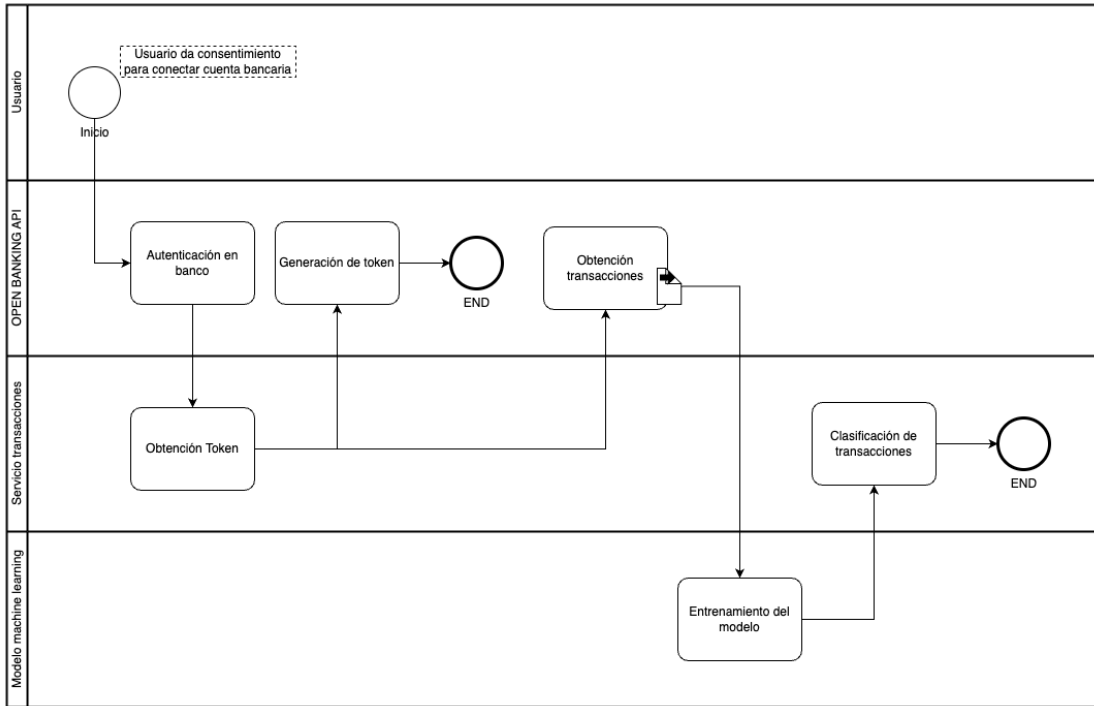 Usuario
Usuario da consentimiento
para conectar cuenta bancaria
Inicio
OPEN BANKING API
Autenticación en
banco
Generación de token
END
Obtención
transacciones
Servicio transacciones
Obtención Token
Clasificación de
transacciones
END
Modelo machine learning
Entrenamiento del
modelo